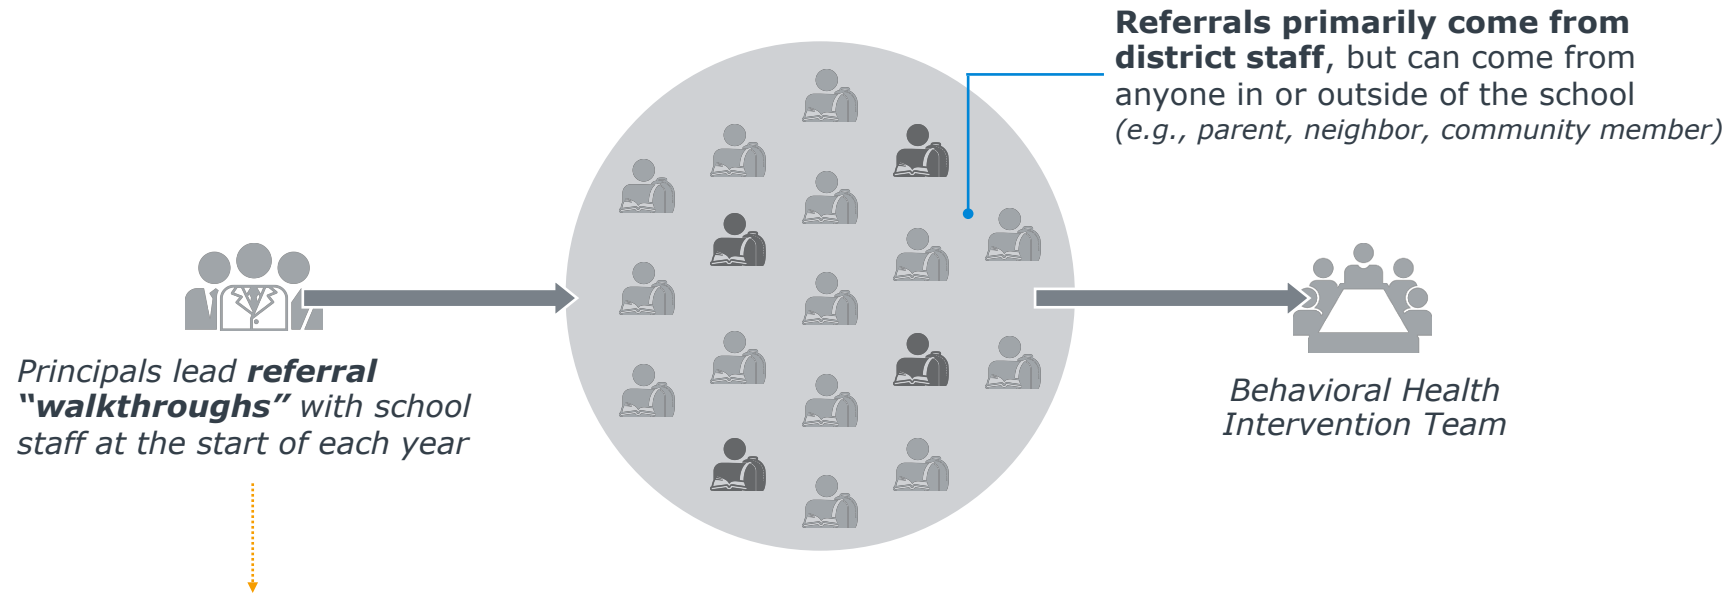 Referrals primarily come from
district staff, but can come from
anyone in or outside of the school
(e.g., parent, neighbor, community member)
Principals lead referral
“walkthroughs” with school
staff at the start of each year
Behavioral Health
Intervention Team